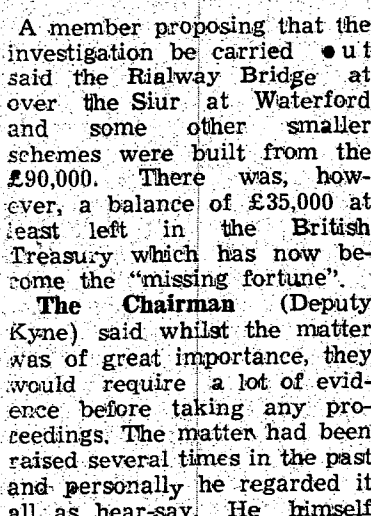 A member proposing that the
investigation be carried out
said the Rialway Bridge at
over the Siur at Waterford
and some other smaller
schemes were built from the
£90,000. There was, how-
ever, a balance of £35,000 at
least left in the British
Treasury which has now be-
come the "missing fortune".
The Chairman (Deputy
Kyne) said whilst the matter
was of great importance, they
would require a lot of evid-
ence before taking any pro-
ceedings. The matter had been
raised several times in the past
and personally he regarded it
all as hear-say. He himself